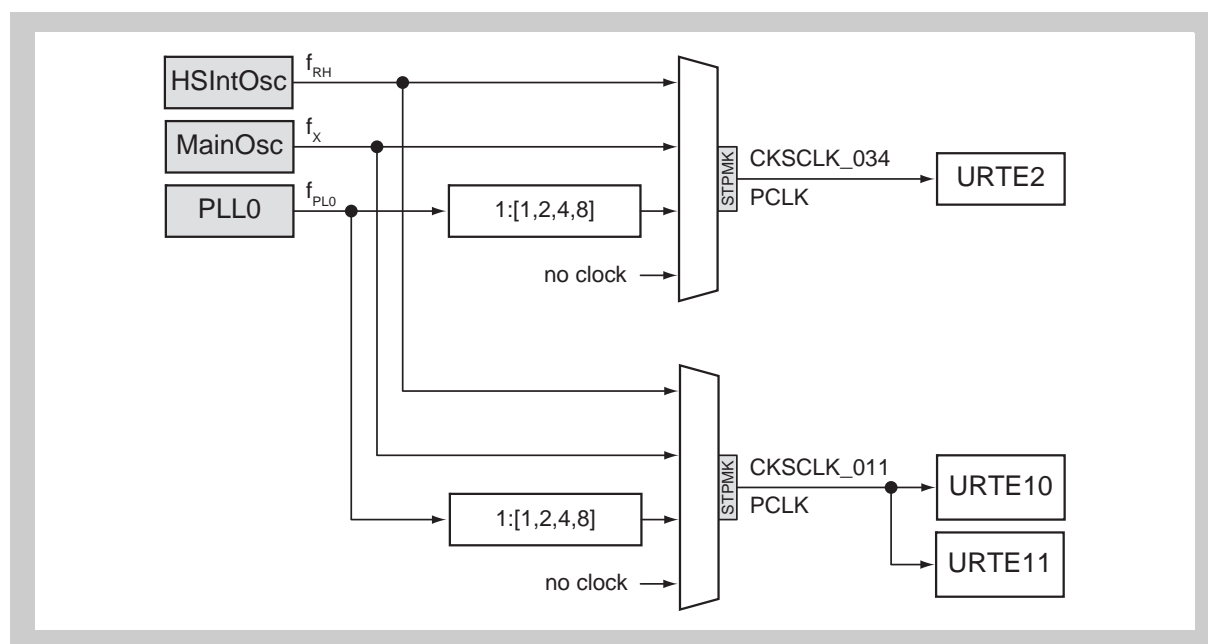 HSIntOsc
f_RH
MainOsc
f_X
PLL0
f_PL0
1:[1,2,4,8]
no clock
STPMK
CKSCLK_034
PCLK
URTE2
1:[1,2,4,8]
no clock
STPMK
CKSCLK_011
PCLK
URTE10
URTE11